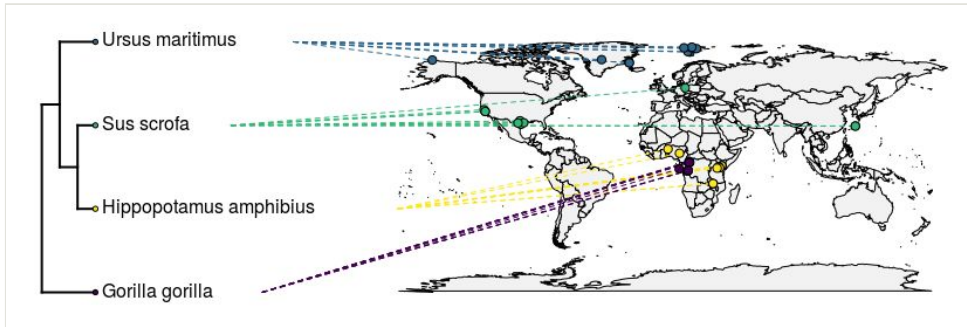 Ursus maritimus
Sus scrofa
Hippopotamus amphibius
Gorilla gorilla